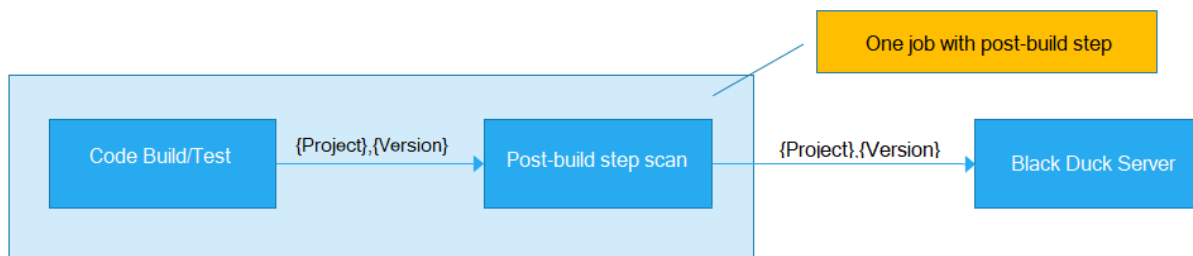 One job with post-build step
Code Build/Test
{Project},{Version}
Post-build step scan
{Project},{Version}
Black Duck Server